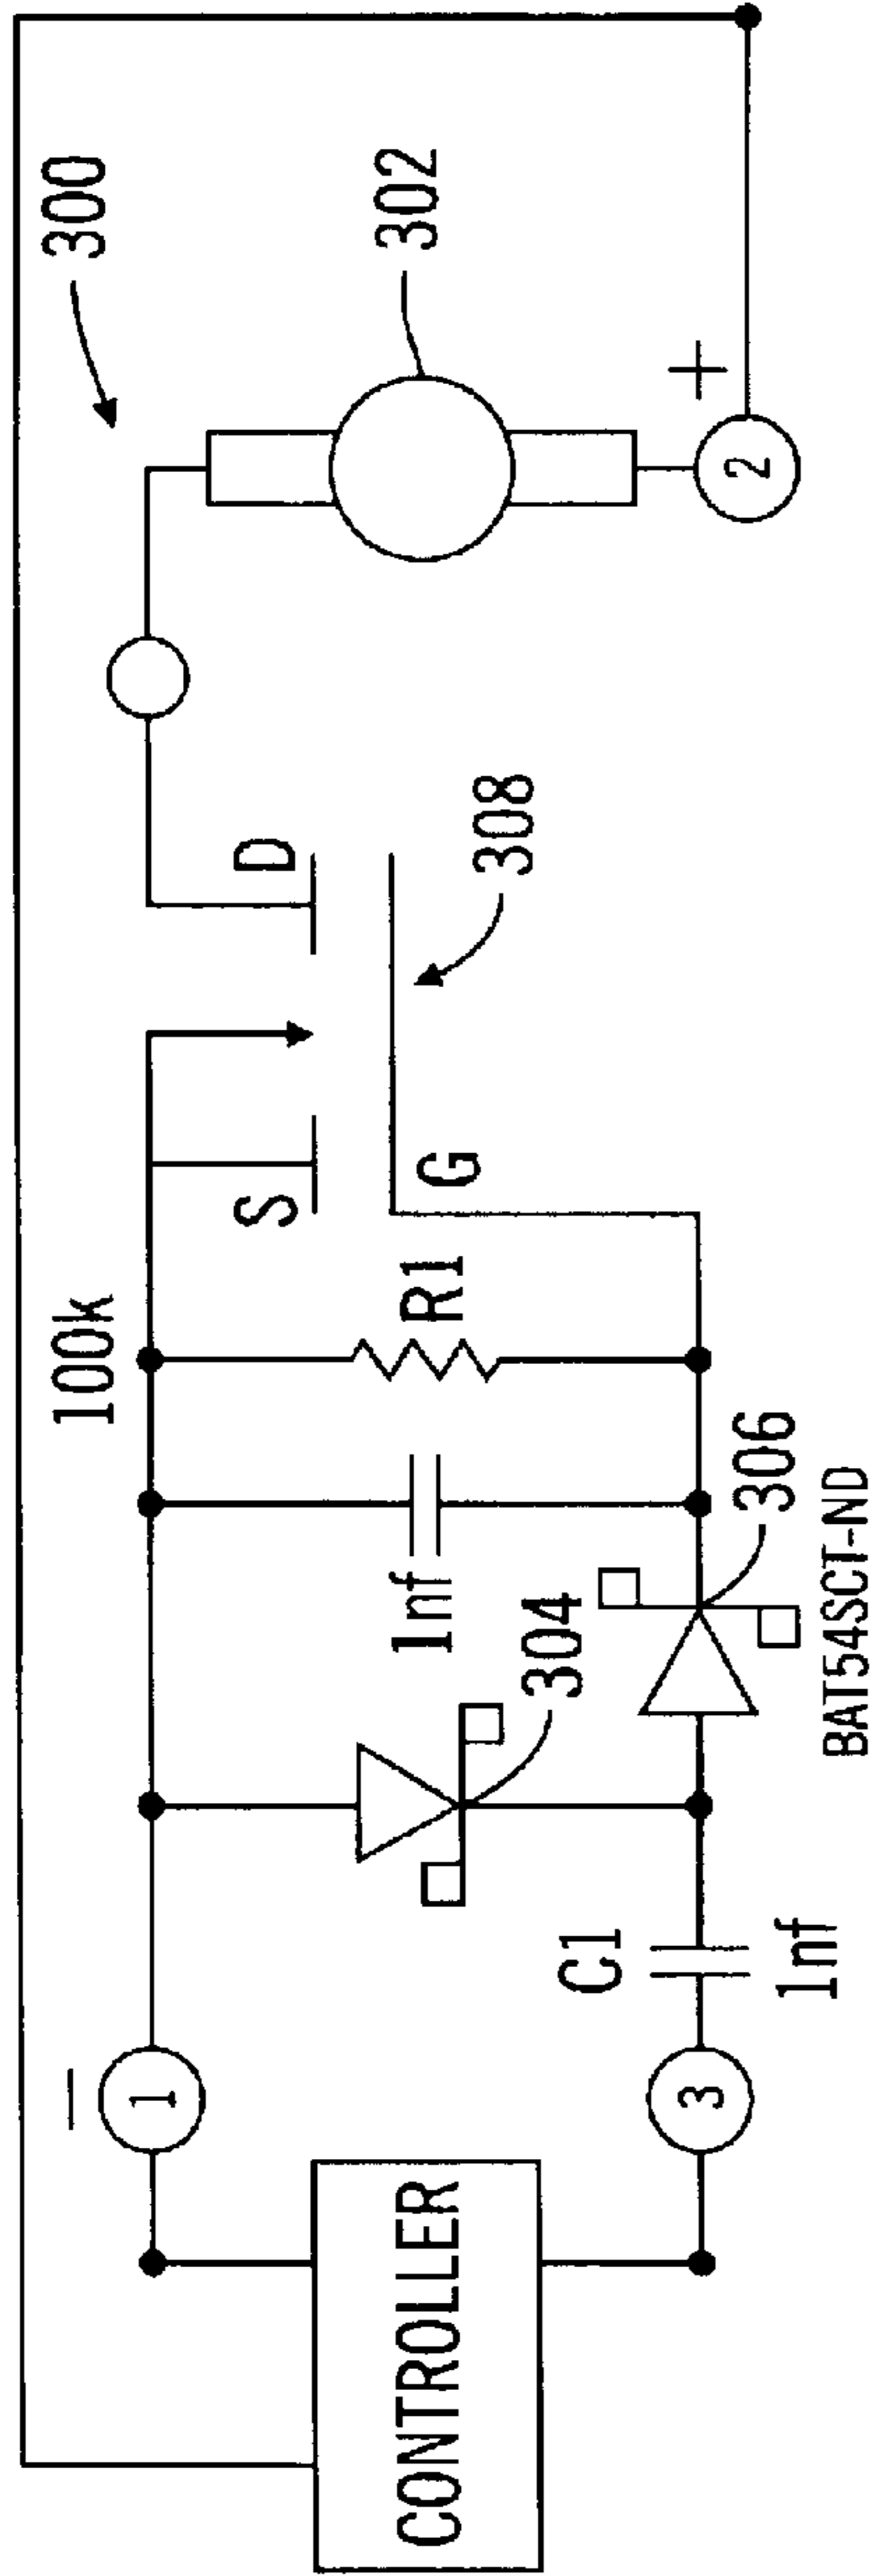 300
302
+
2
D
308
S
G
100k
R1
1nf
304
306
BAT54SCT-ND
C1
1nf
–
1
3
CONTROLLER